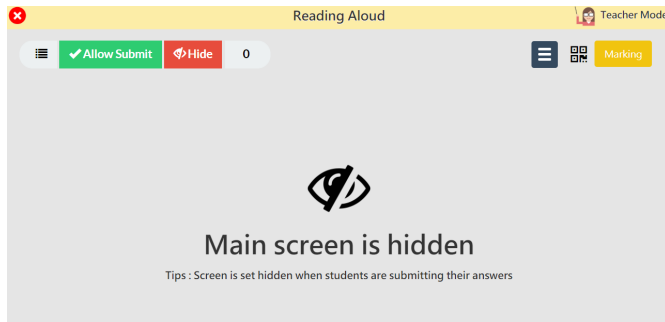 Reading Aloud
Teacher Mode
Allow Submit
Hide
0
Marking
Main screen is hidden
Tips : Screen is set hidden when students are submitting their answers